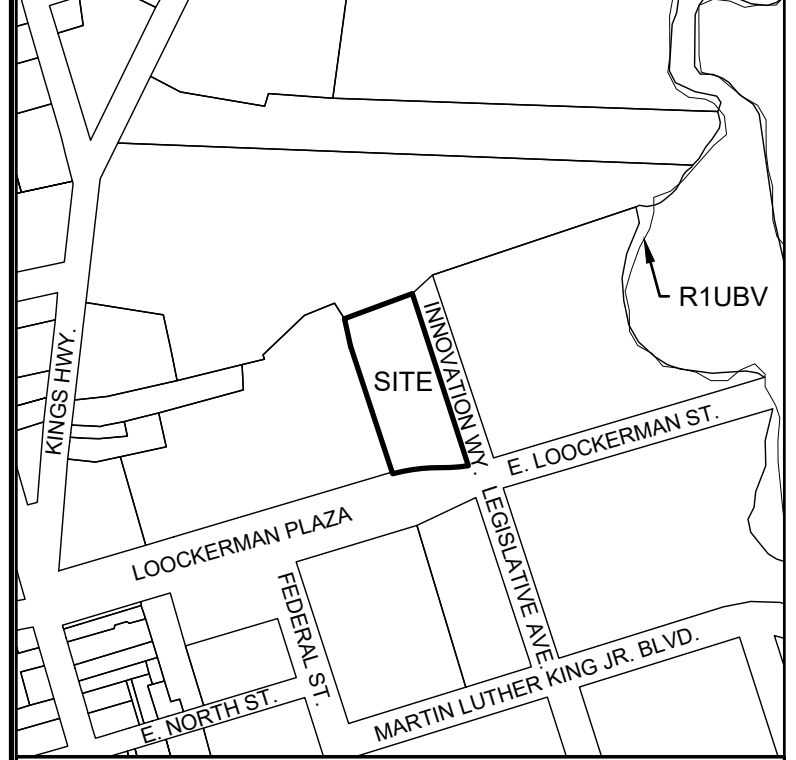 R1UBV
INNOVATION WY.
KINGS HWY.
SITE
E. LOOCKERMAN ST.
LOOCKERMAN PLAZA
LEGISLATIVE AVE.
FEDERAL ST.
MARTIN LUTHER KING JR. BLVD.
E. NORTH ST.